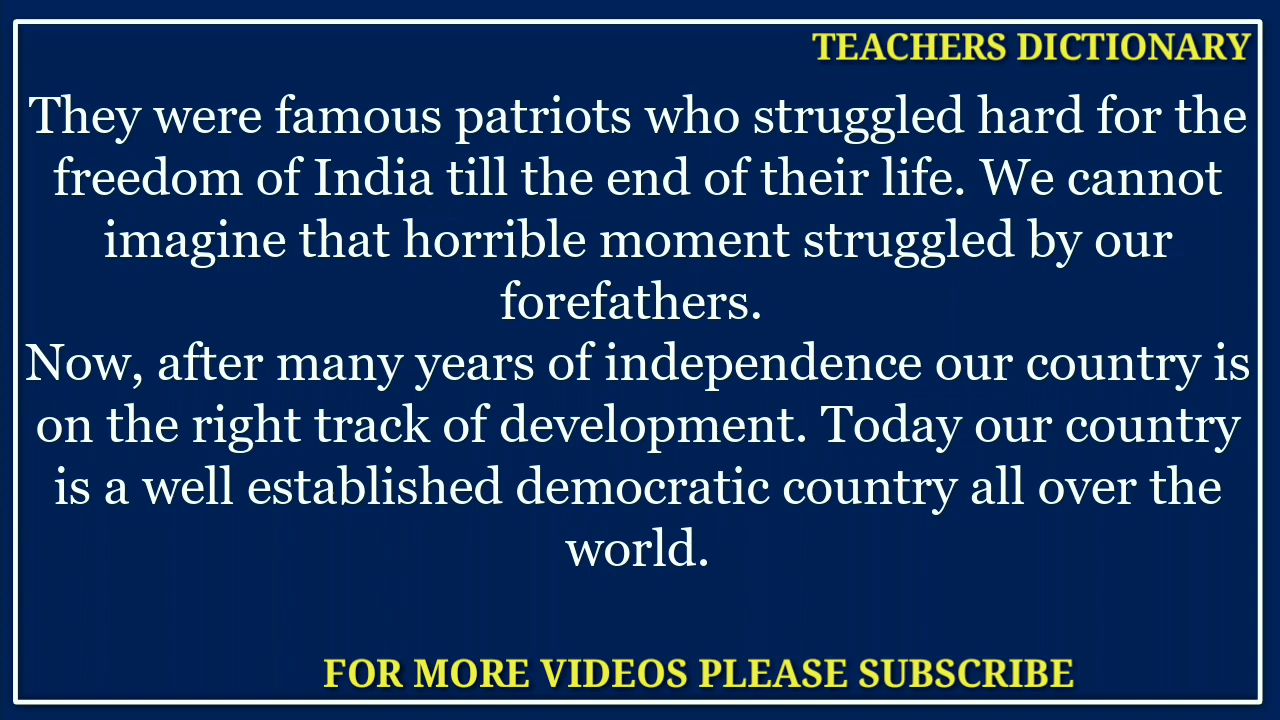 TEACHERS DICTIONARY
They were famous patriots who struggled hard for the
freedom of India till the end of their life. We cannot
imagine that horrible moment struggled by our
forefathers.
Now, after many years of independence our country is
on the right track of development. Today our country
is a well established democratic country all over the
world.
FOR MORE VIDEOS PLEASE SUBSCRIBE